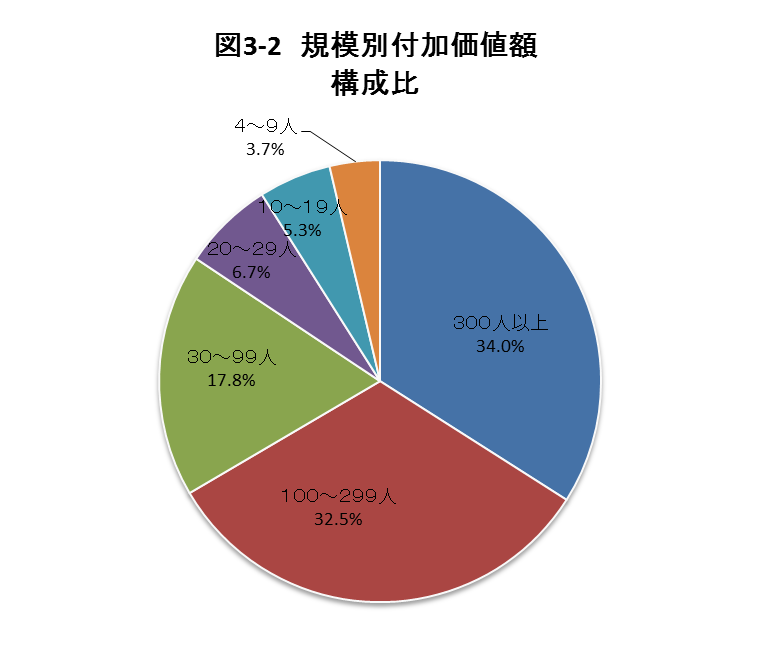 図3-2 規模別付加価値額
構成比
4～9人
3.7%
10～19人
5.3%
20～29人
6.7%
300人以上
34.0%
30～99人
17.8%
100～299人
32.5%